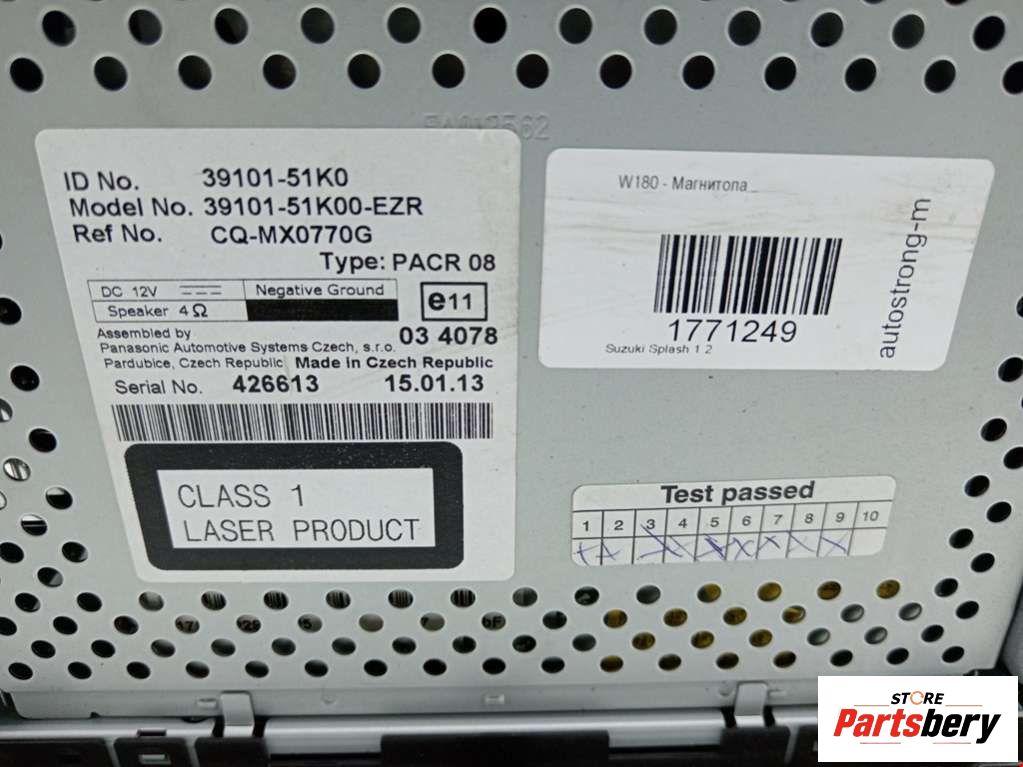 ID No. 39101-51K0
Model No. 39101-51K00-EZR
Ref No. CQ-MX0770G
Type: PACR 08
DC 12V Negative Ground
Speaker 4Ω
e11
03 4078
Assembled by
Panasonic Automotive Systems Czech, s.r.o.
Pardubice, Czech Republic Made in Czech Republic
Serial No. 426613 15.01.13
CLASS 1
LASER PRODUCT
W180 - Магнитола
1771249
Suzuki Splash 1 2
autostrong-m
Test passed
1 2 3 4 5 6 7 8 9 10
STORE
Partsbery